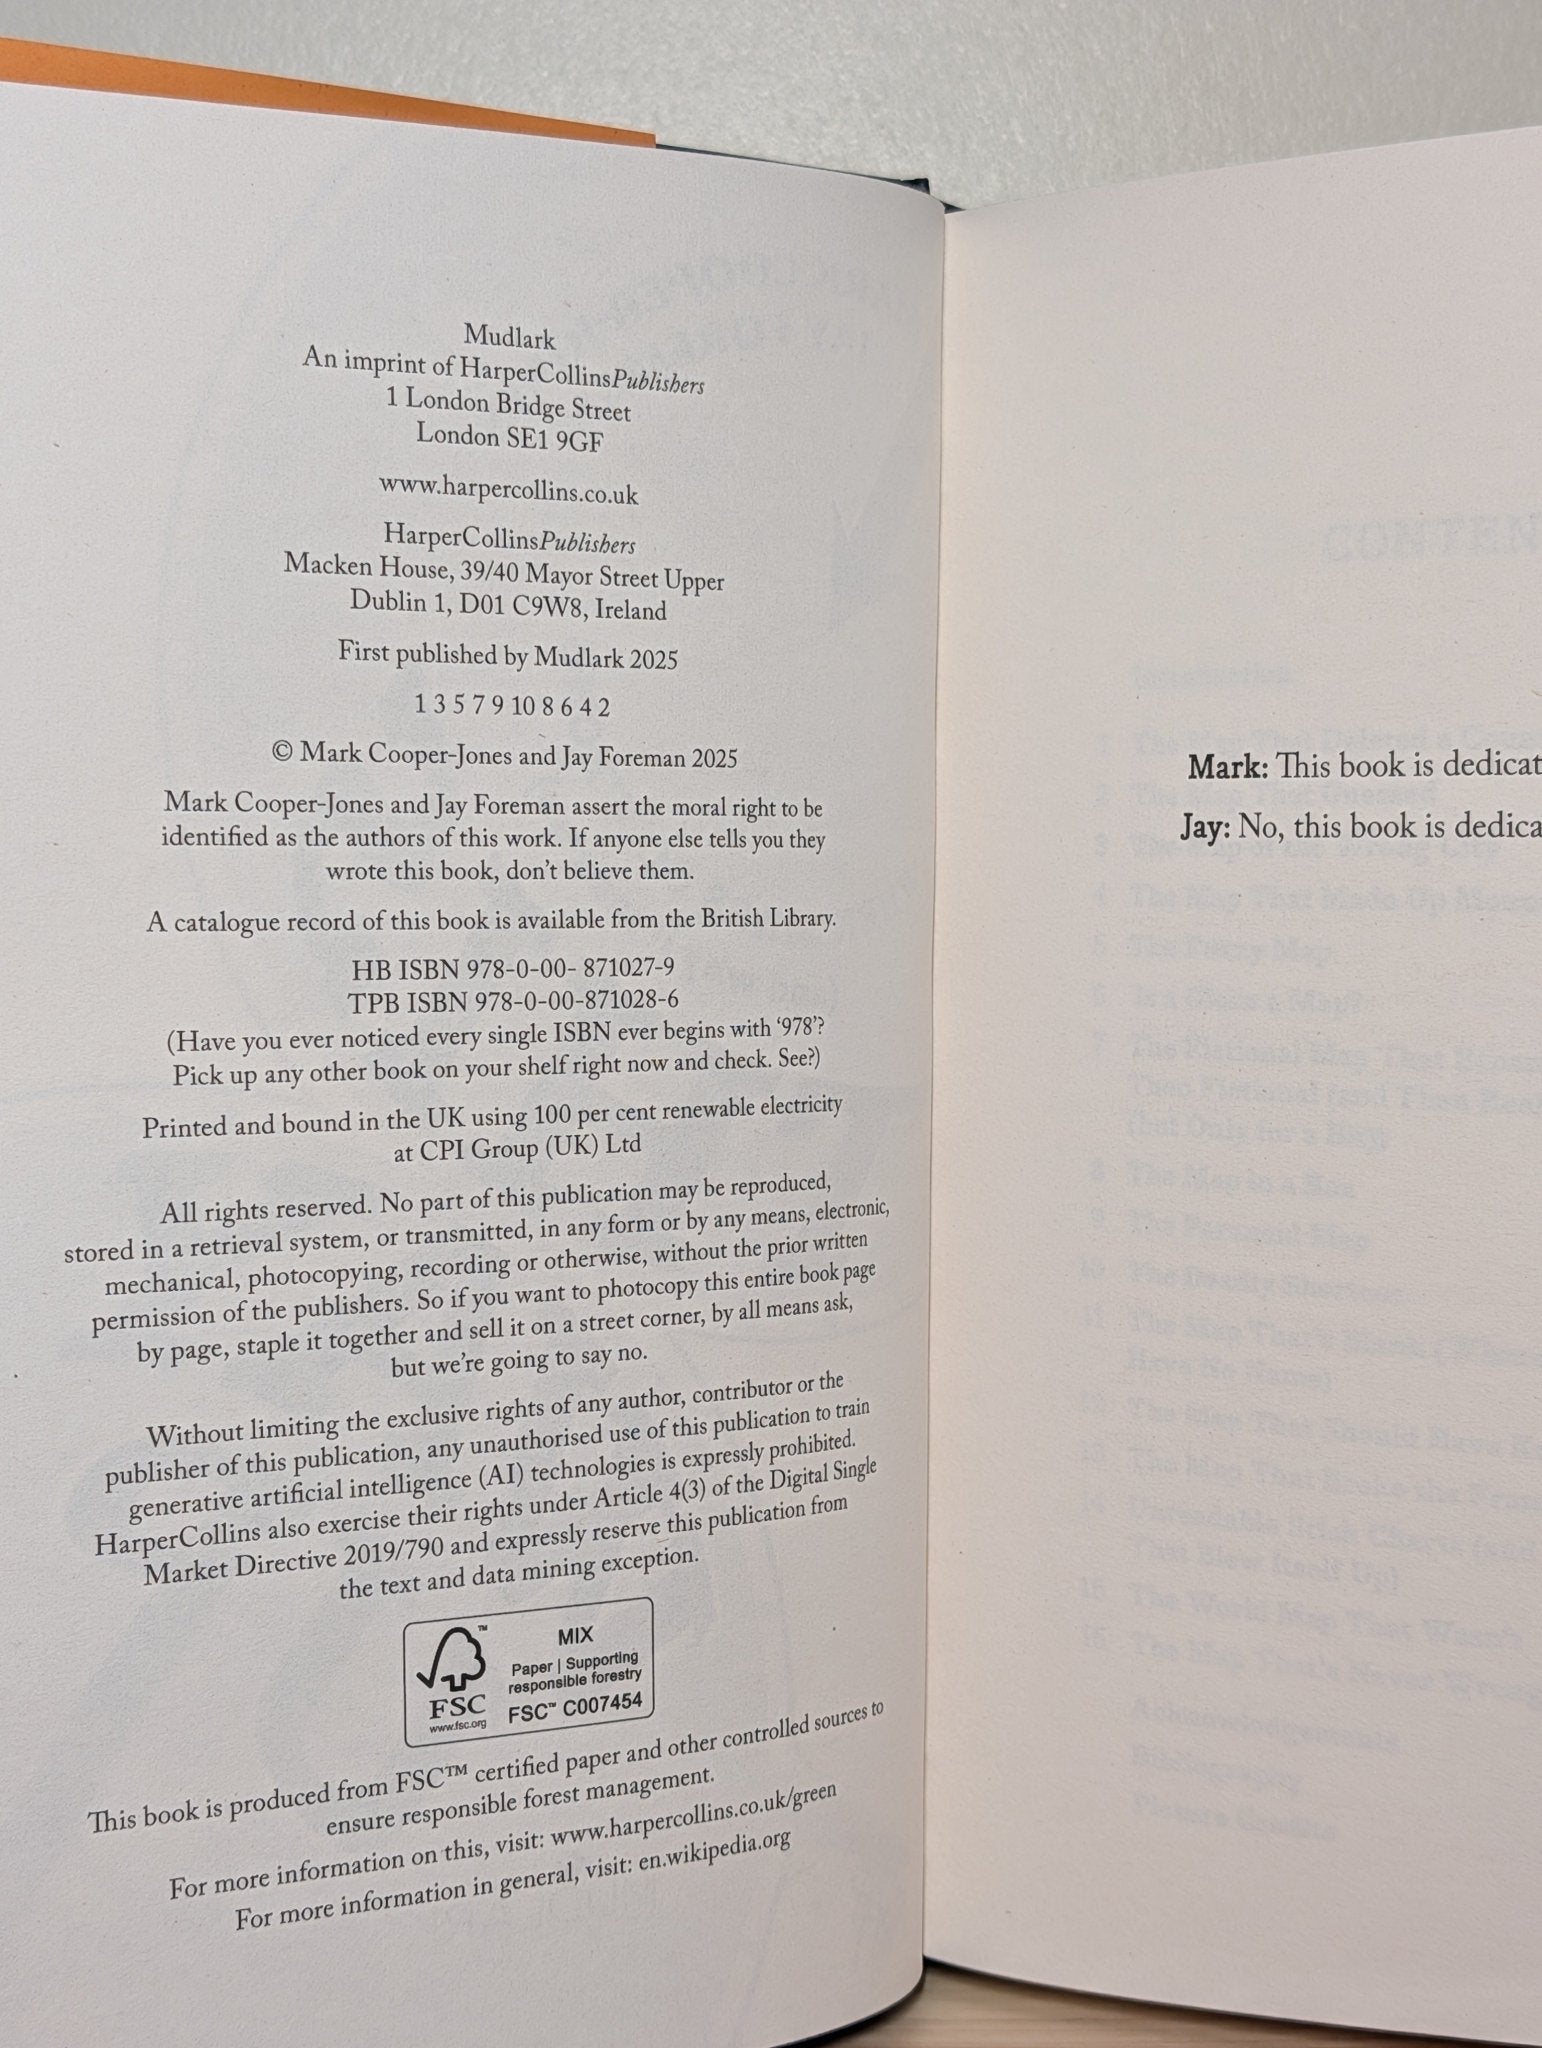 Mudlark
An imprint of HarperCollinsPublishers
1 London Bridge Street
London SE1 9GF
www.harpercollins.co.uk
HarperCollinsPublishers
Macken House, 39/40 Mayor Street Upper
Dublin 1, D01 C9W8, Ireland
First published by Mudlark 2025
1 3 5 7 9 10 8 6 4 2
© Mark Cooper-Jones and Jay Foreman 2025
Mark Cooper-Jones and Jay Foreman assert the moral right to be
identified as the authors of this work. If anyone else tells you they
wrote this book, don't believe them.
A catalogue record of this book is available from the British Library.
HB ISBN 978-0-00- 871027-9
TPB ISBN 978-0-00-871028-6
(Have you ever noticed every single ISBN ever begins with ‘978’?
Pick up any other book on your shelf right now and check. See?)
Printed and bound in the UK using 100 per cent renewable electricity
at CPI Group (UK) Ltd
All rights reserved. No part of this publication may be reproduced,
stored in a retrieval system, or transmitted, in any form or by any means, electronic,
mechanical, photocopying, recording or otherwise, without the prior written
permission of the publishers. So if you want to photocopy this entire book page
by page, staple it together and sell it on a street corner, by all means ask,
but we're going to say no.
Without limiting the exclusive rights of any author, contributor or the
publisher of this publication, any unauthorised use of this publication to train
generative artificial intelligence (AI) technologies is expressly prohibited.
HarperCollins also exercise their rights under Article 4(3) of the Digital Single
Market Directive 2019/790 and expressly reserve this publication from
the text and data mining exception.
FSC
www.fsc.org
MIX
Paper | Supporting
responsible forestry
FSC™ C007454
This book is produced from FSC™ certified paper and other controlled sources to
ensure responsible forest management.
For more information on this, visit: www.harpercollins.co.uk/green
For more information in general, visit: en.wikipedia.org
Mark: This book is dedicat
Jay: No, this book is dedica